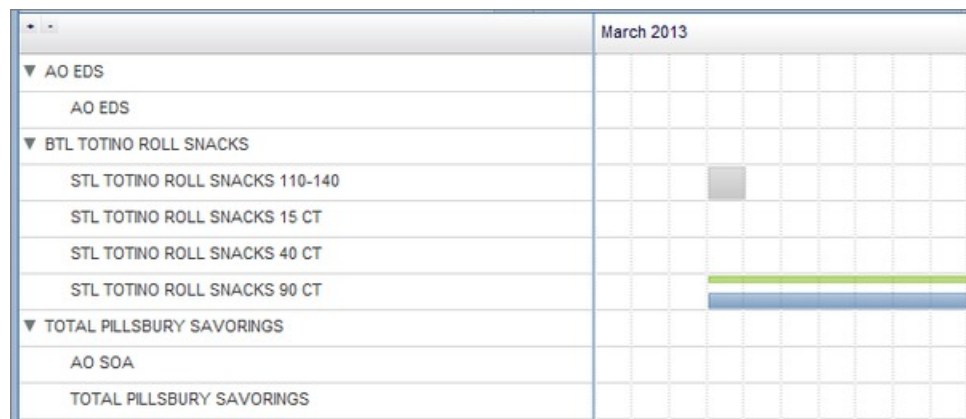 + -
March 2013
▼ AO EDS
AO EDS
▼ BTL TOTINO ROLL SNACKS
STL TOTINO ROLL SNACKS 110-140
STL TOTINO ROLL SNACKS 15 CT
STL TOTINO ROLL SNACKS 40 CT
STL TOTINO ROLL SNACKS 90 CT
▼ TOTAL PILLSBURY SAVORINGS
AO SOA
TOTAL PILLSBURY SAVORINGS